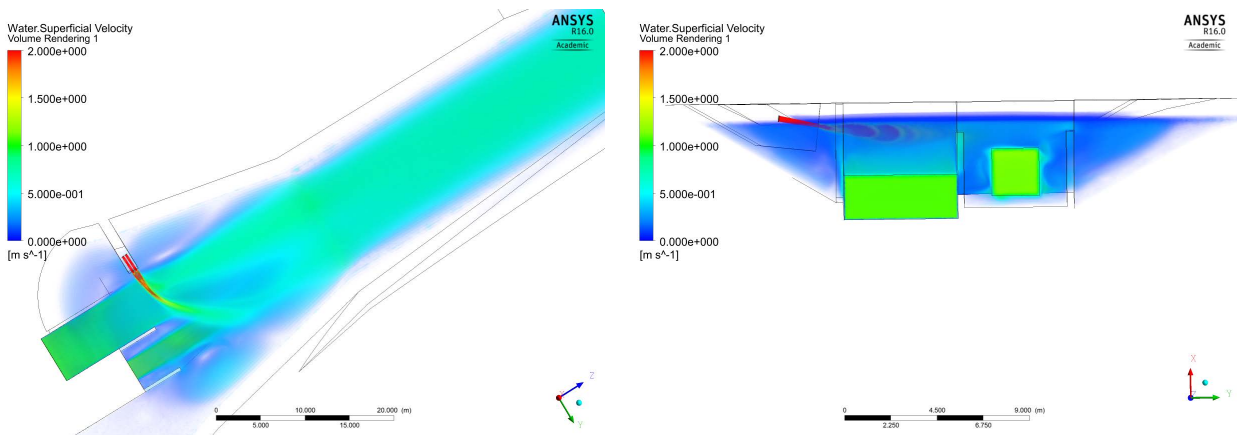 Water.Superficial Velocity
Volume Rendering 1
2.000e+000
1.500e+000
1.000e+000
5.000e-001
0.000e+000
[m s^-1]
ANSYS
R16.0
Academic
0
10.000
20.000
(m)
5.000
15.000
Z
Y
Water.Superficial Velocity
Volume Rendering 1
2.000e+000
1.500e+000
1.000e+000
5.000e-001
0.000e+000
[m s^-1]
ANSYS
R16.0
Academic
0
4.500
9.000
(m)
2.250
6.750
X
Z
Y